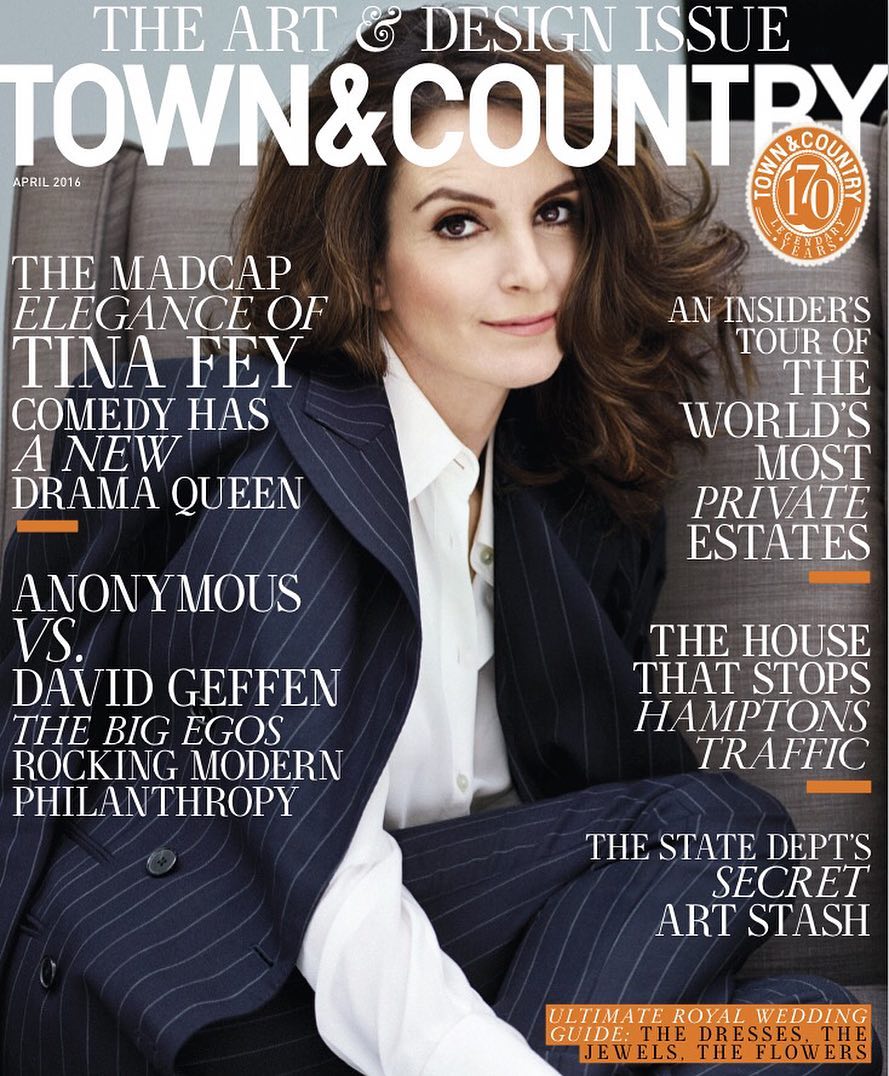 THE ART & DESIGN ISSUE
TOWN&COUNTRY
APRIL 2016
TOWN&COUNTRY
170
LEGENDARY
YEARS
THE MADCAP
ELEGANCE OF
TINA FEY
COMEDY HAS
A NEW
DRAMA QUEEN
ANONYMOUS
VS.
DAVID GEFFEN
THE BIG EGOS
ROCKING MODERN
PHILANTHROPY
AN INSIDER'S
TOUR OF
THE
WORLD'S
MOST
PRIVATE
ESTATES
THE HOUSE
THAT STOPS
HAMPTONS
TRAFFIC
THE STATE DEPT'S
SECRET
ART STASH
ULTIMATE ROYAL WEDDING
GUIDE: THE DRESSES, THE
JEWELS, THE FLOWERS